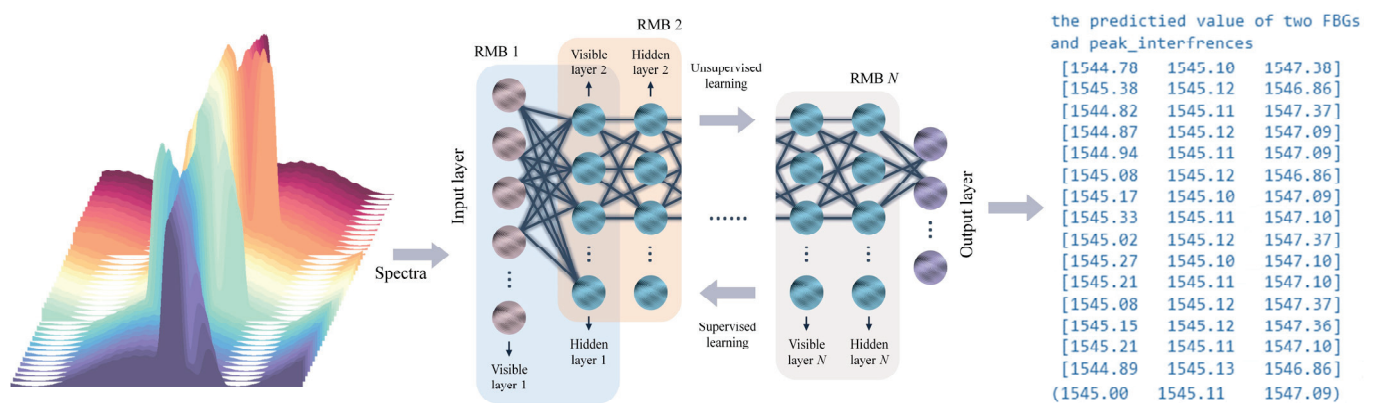 Spectra
Input layer
RMB 1
RMB 2
Visible
layer 2
Hidden
layer 2
Visible
layer 1
Hidden
layer 1
Unsupervised
learning
......
Supervised
learning
RMB N
Visible
layer N
Hidden
layer N
Output layer
the predictied value of two FBGs
and peak_interfrences
[1544.78 1545.10 1547.38]
[1545.38 1545.12 1546.86]
[1544.82 1545.11 1547.37]
[1544.87 1545.12 1547.09]
[1544.94 1545.11 1547.09]
[1545.08 1545.12 1546.86]
[1545.17 1545.10 1547.09]
[1545.33 1545.11 1547.10]
[1545.02 1545.12 1547.37]
[1545.27 1545.10 1547.10]
[1545.21 1545.11 1547.10]
[1545.08 1545.12 1547.37]
[1545.15 1545.12 1547.36]
[1545.21 1545.11 1547.10]
[1544.89 1545.13 1546.86]
(1545.00 1545.11 1547.09)